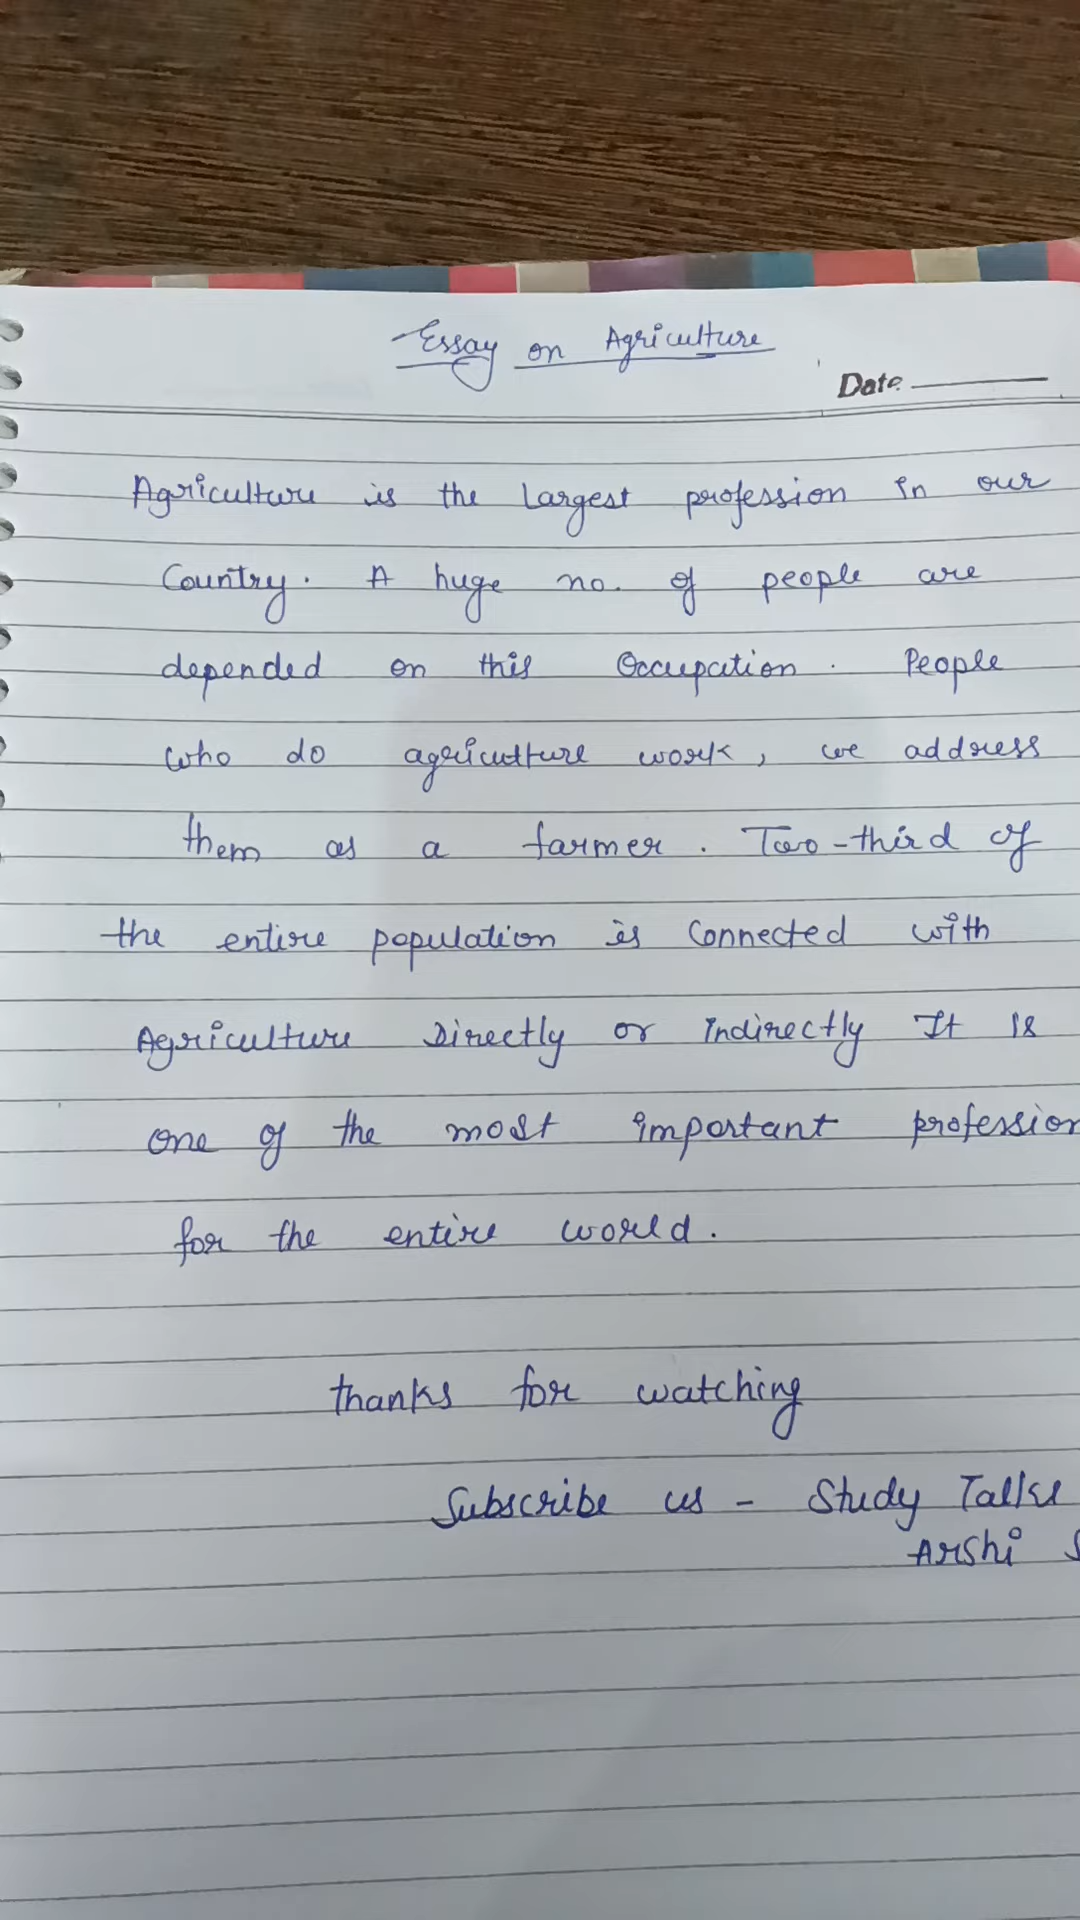 Essay on Agriculture
Date
Agriculture is the largest profession in our
Country. A huge no. of people are
depended on this Occupation. People
who do agriculture work, we address
them as a farmer. Two-third of
the entire population is Connected with
Agriculture Directly or Indirectly It is
one of the most important profession
for the entire world.
thanks for watching
Subscribe us - Study Talks
Arshi S